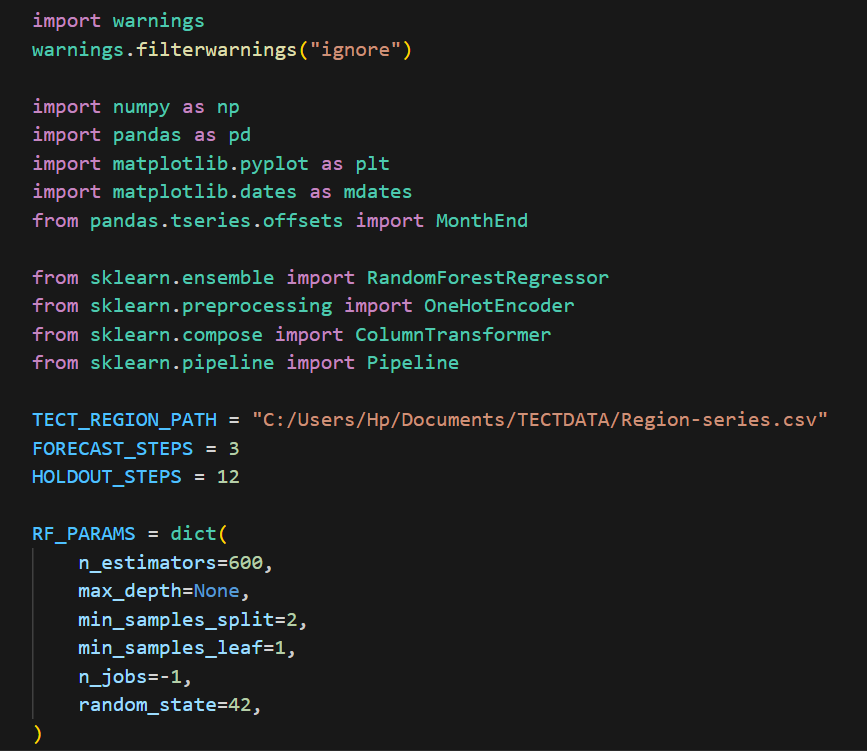 import warnings
warnings.filterwarnings("ignore")
import numpy as np
import pandas as pd
import matplotlib.pyplot as plt
import matplotlib.dates as mdates
from pandas.tseries.offsets import MonthEnd
from sklearn.ensemble import RandomForestRegressor
from sklearn.preprocessing import OneHotEncoder
from sklearn.compose import ColumnTransformer
from sklearn.pipeline import Pipeline
TECT_REGION_PATH = "C:/Users/Hp/Documents/TECTDATA/Region-series.csv"
FORECAST_STEPS = 3
HOLDOUT_STEPS = 12
RF_PARAMS = dict(
    n_estimators=600,
    max_depth=None,
    min_samples_split=2,
    min_samples_leaf=1,
    n_jobs=-1,
    random_state=42,
)